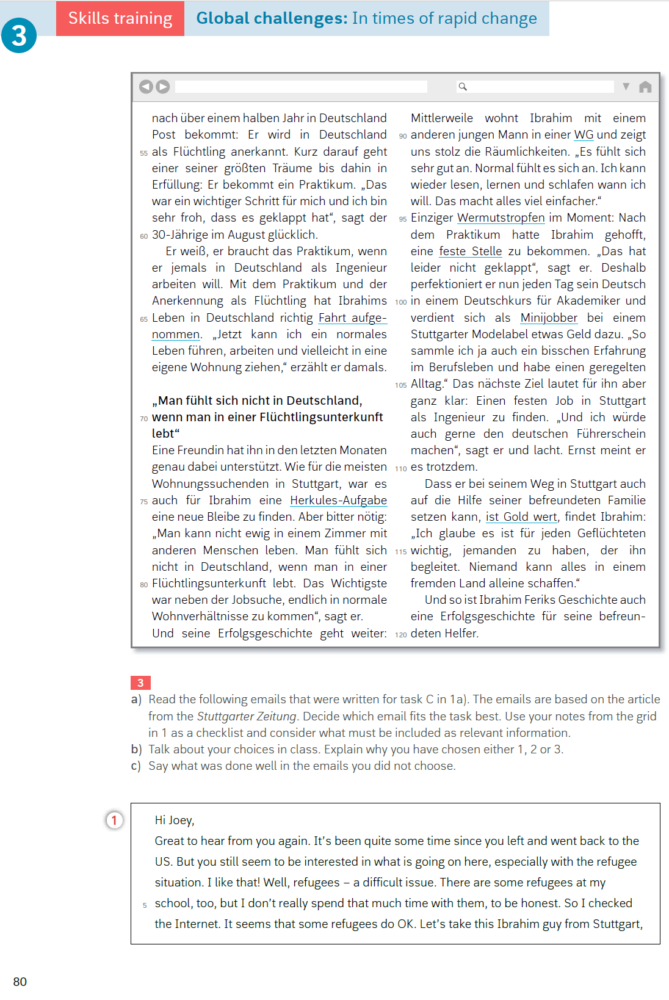 Skills training
Global challenges: In times of rapid change
3
nach über einem halben Jahr in Deutschland
Post bekommt: Er wird in Deutschland
55 als Flüchtling anerkannt. Kurz darauf geht
einer seiner größten Träume bis dahin in
Erfüllung: Er bekommt ein Praktikum. „Das
war ein wichtiger Schritt für mich und ich bin
sehr froh, dass es geklappt hat“, sagt der
60 30-Jährige im August glücklich.
Er weiß, er braucht das Praktikum, wenn
er jemals in Deutschland als Ingenieur
arbeiten will. Mit dem Praktikum und der
Anerkennung als Flüchtling hat Ibrahims
65 Leben in Deutschland richtig Fahrt aufge-
nommen. „Jetzt kann ich ein normales
Leben führen, arbeiten und vielleicht in eine
eigene Wohnung ziehen,“ erzählt er damals.
„Man fühlt sich nicht in Deutschland,
70 wenn man in einer Flüchtlingsunterkunft
lebt“
Eine Freundin hat ihn in den letzten Monaten
genau dabei unterstützt. Wie für die meisten
Wohnungssuchenden in Stuttgart, war es
75 auch für Ibrahim eine Herkules-Aufgabe
eine neue Bleibe zu finden. Aber bitter nötig:
„Man kann nicht ewig in einem Zimmer mit
anderen Menschen leben. Man fühlt sich
nicht in Deutschland, wenn man in einer
80 Flüchtlingsunterkunft lebt. Das Wichtigste
war neben der Jobsuche, endlich in normale
Wohnverhältnisse zu kommen“, sagt er.
Und seine Erfolgsgeschichte geht weiter:
Mittlerweile wohnt Ibrahim mit einem
90 anderen jungen Mann in einer WG und zeigt
uns stolz die Räumlichkeiten. „Es fühlt sich
sehr gut an. Normal fühlt es sich an. Ich kann
wieder lesen, lernen und schlafen wann ich
will. Das macht alles viel einfacher.“
95 Einziger Wermutstropfen im Moment: Nach
dem Praktikum hatte Ibrahim gehofft,
eine feste Stelle zu bekommen. „Das hat
leider nicht geklappt“, sagt er. Deshalb
perfektioniert er nun jeden Tag sein Deutsch
100 in einem Deutschkurs für Akademiker und
verdient sich als Minijobber bei einem
Stuttgarter Modelabel etwas Geld dazu. „So
sammle ich ja auch ein bisschen Erfahrung
im Berufsleben und habe einen geregelten
105 Alltag.“ Das nächste Ziel lautet für ihn aber
ganz klar: Einen festen Job in Stuttgart
als Ingenieur zu finden. „Und ich würde
auch gerne den deutschen Führerschein
machen“, sagt er und lacht. Ernst meint er
110 es trotzdem.
Dass er bei seinem Weg in Stuttgart auch
auf die Hilfe seiner befreundeten Familie
setzen kann, ist Gold wert, findet Ibrahim:
„Ich glaube es ist für jeden Geflüchteten
115 wichtig, jemanden zu haben, der ihn
begleitet. Niemand kann alles in einem
fremden Land alleine schaffen.“
Und so ist Ibrahim Feriks Geschichte auch
eine Erfolgsgeschichte für seine befreun-
120 deten Helfer.
3
a) Read the following emails that were written for task C in 1a). The emails are based on the article
from the Stuttgarter Zeitung. Decide which email fits the task best. Use your notes from the grid
in 1 as a checklist and consider what must be included as relevant information.
b) Talk about your choices in class. Explain why you have chosen either 1, 2 or 3.
c) Say what was done well in the emails you did not choose.
1
Hi Joey,
Great to hear from you again. It’s been quite some time since you left and went back to the
US. But you still seem to be interested in what is going on here, especially with the refugee
situation. I like that! Well, refugees – a difficult issue. There are some refugees at my
5 school, too, but I don’t really spend that much time with them, to be honest. So I checked
the Internet. It seems that some refugees do OK. Let’s take this Ibrahim guy from Stuttgart,
80